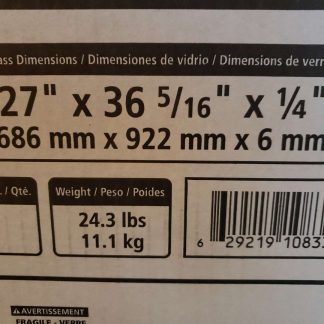 ass Dimensions / Dimensiones de vidrio / Dimensions de verr
27" x 36 5/16" x 1/4"
686 mm x 922 mm x 6 mm
. / Qté.
Weight / Peso / Poides
24.3 lbs
11.1 kg
6 29219 1083
AVERTISSEMENT
FRAGILE - VERRE